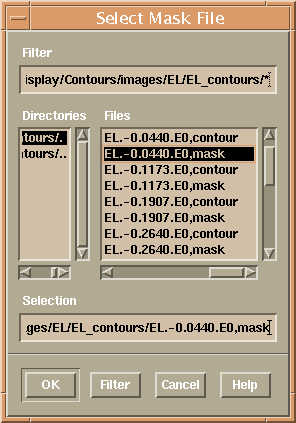 Select Mask File
Filter
isplay/Contours/images/EL/EL_contours/*
Directories Files
tours/.
tours/..
EL.-0.0440.E0,contour
EL.-0.0440.E0,mask
EL.-0.1173.E0,contour
EL.-0.1173.E0,mask
EL.-0.1907.E0,contour
EL.-0.1907.E0,mask
EL.-0.2640.E0,contour
EL.-0.2640.E0,mask
Selection
ges/EL/EL_contours/EL.-0.0440.E0,mask
OK Filter Cancel Help